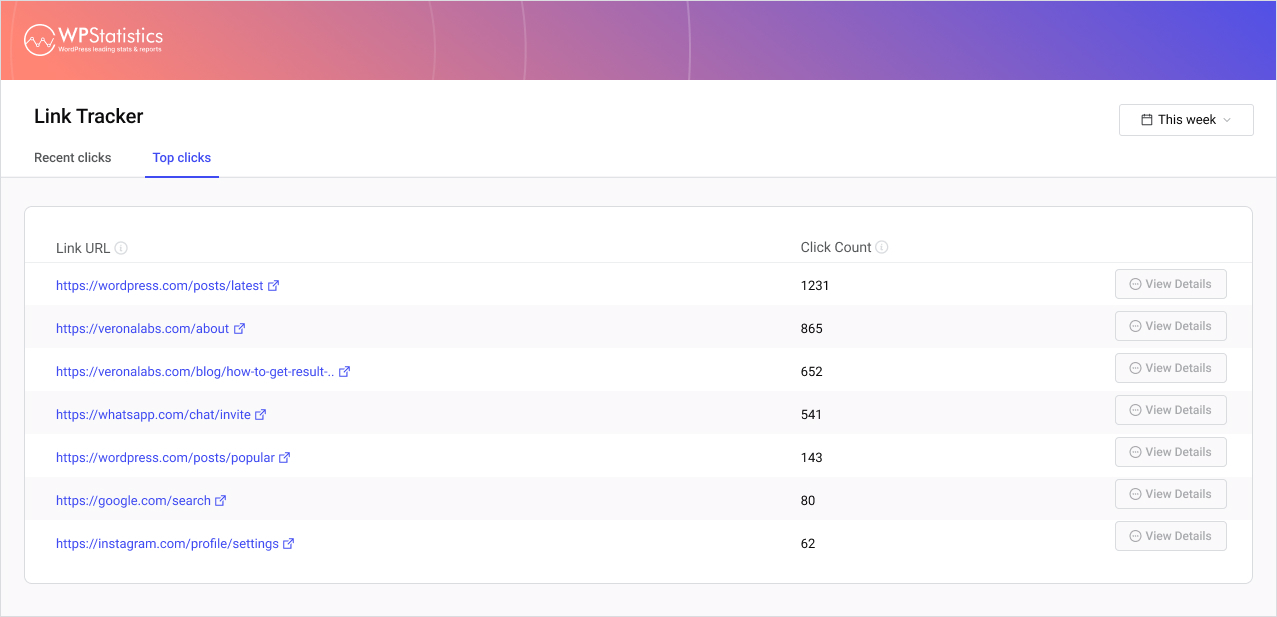 WPStatistics
WordPress leading stats & reports
Link Tracker
This week
Recent clicks Top clicks
Link URL Click Count
https://wordpress.com/posts/latest 1231 View Details
https://veronalabs.com/about 865 View Details
https://veronalabs.com/blog/how-to-get-result-.. 652 View Details
https://whatsapp.com/chat/invite 541 View Details
https://wordpress.com/posts/popular 143 View Details
https://google.com/search 80 View Details
https://instagram.com/profile/settings 62 View Details